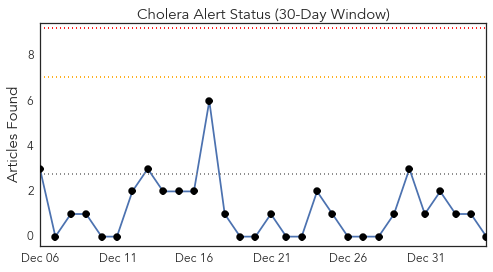 Cholera Alert Status (30-Day Window)
Articles Found
8
6
4
2
0
Dec 06 Dec 11 Dec 16 Dec 21 Dec 26 Dec 31